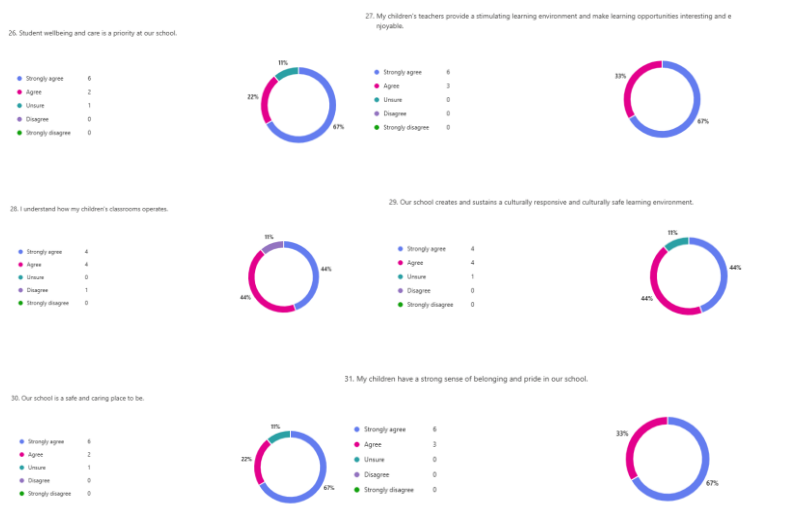 26. Student wellbeing and care is a priority at our school.
Strongly agree 6
Agree 2
Unsure 1
Disagree 0
Strongly disagree 0
11%
22%
67%
27. My children's teachers provide a stimulating learning environment and make learning opportunities interesting and e
njoyable.
Strongly agree 6
Agree 3
Unsure 0
Disagree 0
Strongly disagree 0
33%
67%
28. I understand how my children's classrooms operates.
Strongly agree 4
Agree 4
Unsure 0
Disagree 1
Strongly disagree 0
11%
44%
44%
29. Our school creates and sustains a culturally responsive and culturally safe learning environment.
Strongly agree 4
Agree 4
Unsure 1
Disagree 0
Strongly disagree 0
11%
44%
44%
30. Our school is a safe and caring place to be.
Strongly agree 6
Agree 2
Unsure 1
Disagree 0
Strongly disagree 0
11%
22%
67%
31. My children have a strong sense of belonging and pride in our school.
Strongly agree 6
Agree 3
Unsure 0
Disagree 0
Strongly disagree 0
33%
67%